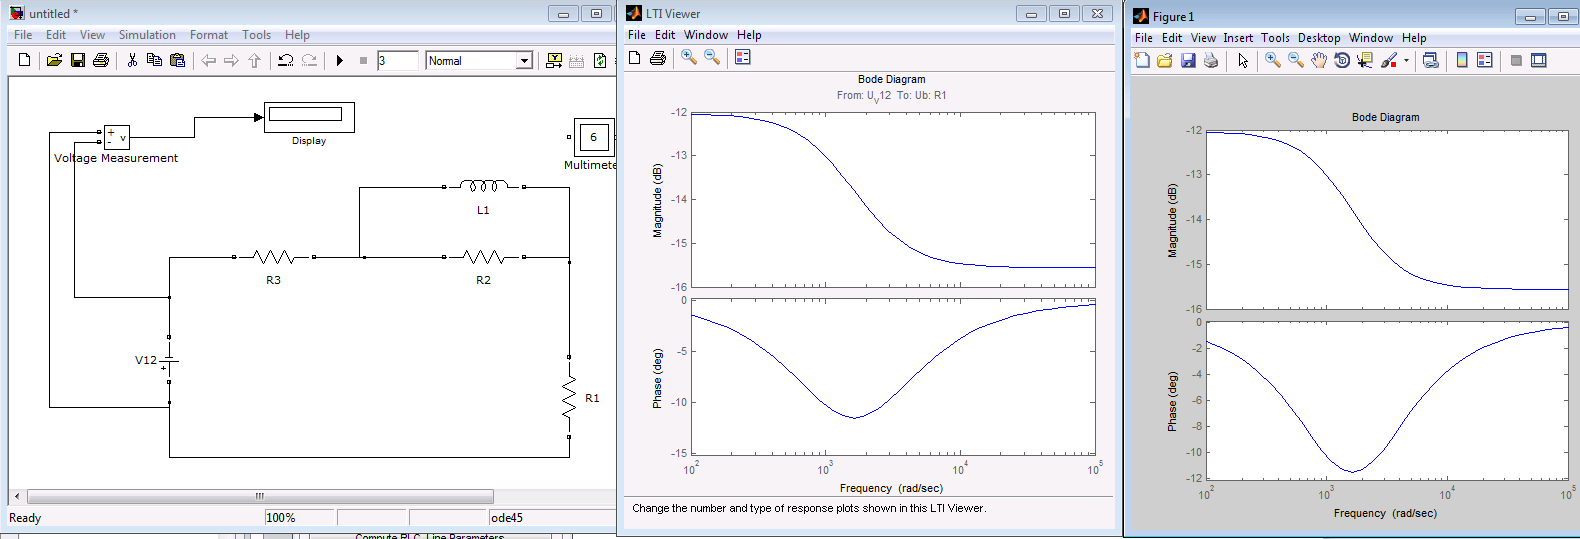 untitled *
File Edit View Simulation Format Tools Help
3 Normal
Display
+ v
-
Voltage Measurement
6
Multimete
L1
R3 R2
V12
+
R1
Ready 100% ode45
Compute RLC Line Parameters
LTI Viewer
File Edit Window Help
Bode Diagram
From: U_V12 To: Ub: R1
Magnitude (dB)
-12
-13
-14
-15
-16
Phase (deg)
0
-5
-10
-15
10^2 10^3 10^4 10^5
Frequency (rad/sec)
Change the number and type of response plots shown in this LTI Viewer.
Figure 1
File Edit View Insert Tools Desktop Window Help
Bode Diagram
Magnitude (dB)
-12
-13
-14
-15
-16
Phase (deg)
0
-2
-4
-6
-8
-10
-12
10^2 10^3 10^4 10^5
Frequency (rad/sec)